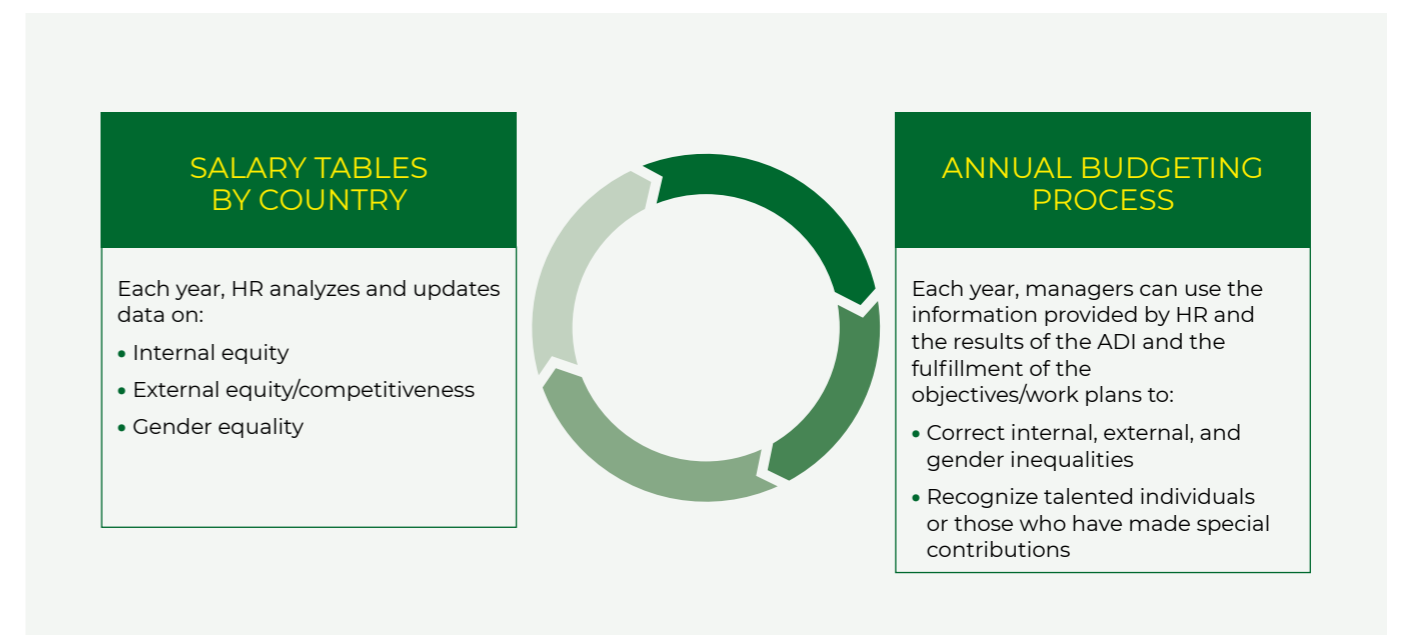 SALARY TABLES
BY COUNTRY
Each year, HR analyzes and updates
data on:
• Internal equity
• External equity/competitiveness
• Gender equality
ANNUAL BUDGETING
PROCESS
Each year, managers can use the
information provided by HR and
the results of the ADI and the
fulfillment of the
objectives/work plans to:
• Correct internal, external, and
gender inequalities
• Recognize talented individuals
or those who have made special
contributions